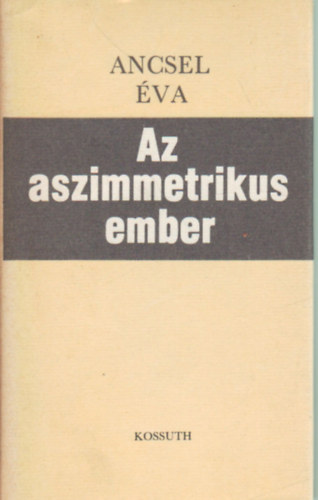 ANCSEL
ÉVA
Az
aszimmetrikus
ember
KOSSUTH